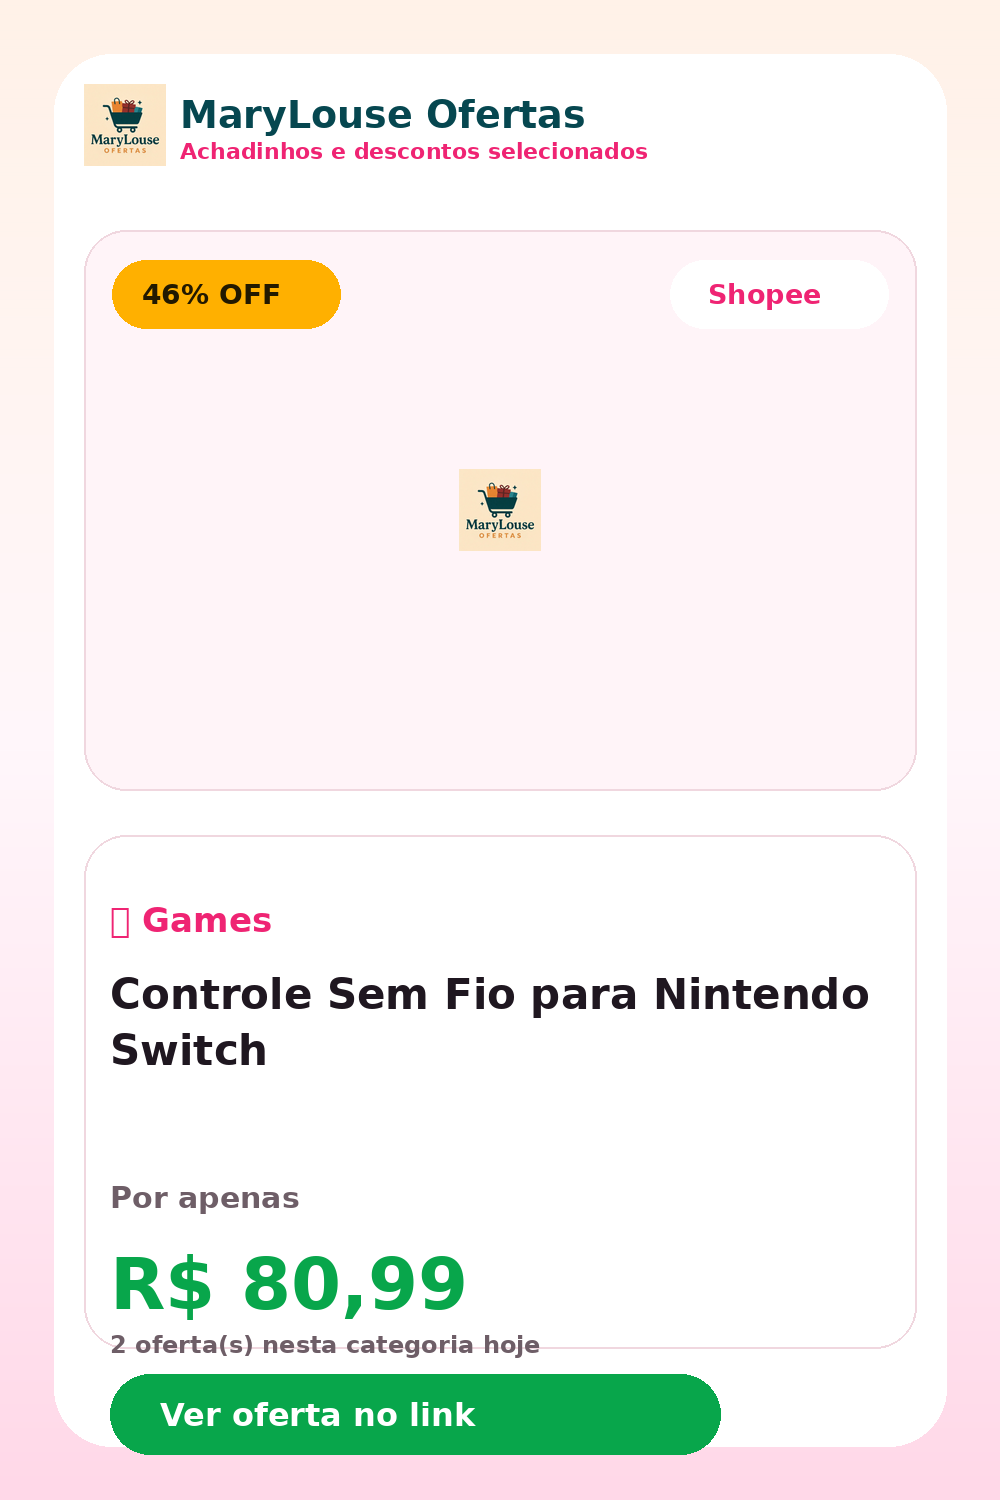 MaryLouse
OFERTAS
MaryLouse Ofertas
Achadinhos e descontos selecionados
46% OFF
Shopee
MaryLouse
OFERTAS
Games
Controle Sem Fio para Nintendo
Switch
Por apenas
R$ 80,99
2 oferta(s) nesta categoria hoje
Ver oferta no link